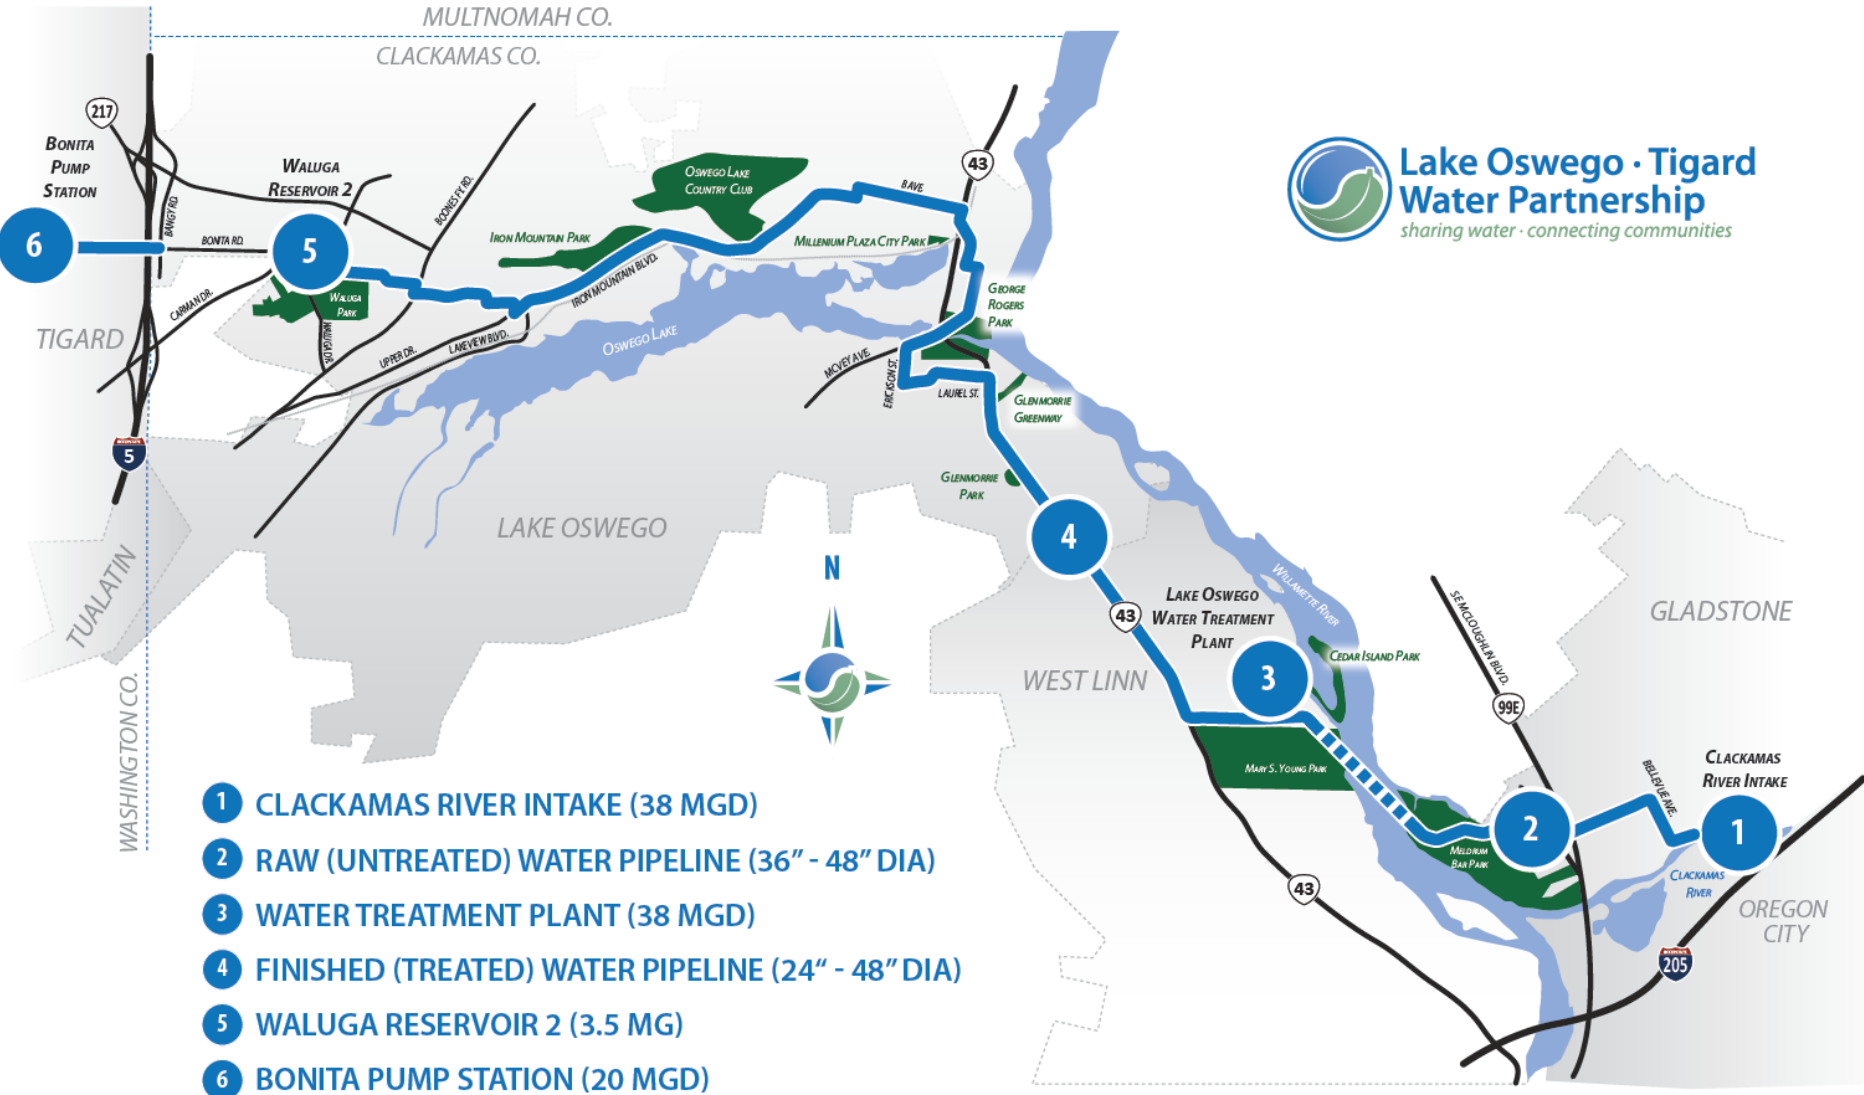 MULTNOMAH CO.
CLACKAMAS CO.
217
BONITA
PUMP
STATION
WALUGA
RESERVOIR 2
BANGY RD.
BONITA RD.
BOONES FY RD.
OSWEGO LAKE
COUNTRY CLUB
B AVE.
43
Lake Oswego · Tigard
Water Partnership
sharing water · connecting communities
6
5
IRON MOUNTAIN PARK
MILLENIUM PLAZA CITY PARK
IRON MOUNTAIN BLVD.
GEORGE
ROGERS
PARK
CARMAN DR.
WALUGA
PARK
WALUGA DR.
TIGARD
UPPER DR.
LAKEVIEW BLVD.
OSWEGO LAKE
MCVEY AVE.
ERICKSON ST.
LAUREL ST.
GLENMORRIE
GREENWAY
5
GLENMORRIE
PARK
LAKE OSWEGO
4
TUALATIN
N
WILLAMETTE RIVER
LAKE OSWEGO
WATER TREATMENT
PLANT
43
SE MCLOUGHLIN BLVD.
GLADSTONE
CEDAR ISLAND PARK
WEST LINN
3
99E
WASHINGTON CO.
MARY S. YOUNG PARK
BELLEVUE AVE.
CLACKAMAS
RIVER INTAKE
2
1
MELDRUM
BAR PARK
CLACKAMAS
RIVER
43
OREGON
CITY
205
1 CLACKAMAS RIVER INTAKE (38 MGD)
2 RAW (UNTREATED) WATER PIPELINE (36” - 48” DIA)
3 WATER TREATMENT PLANT (38 MGD)
4 FINISHED (TREATED) WATER PIPELINE (24“ - 48” DIA)
5 WALUGA RESERVOIR 2 (3.5 MG)
6 BONITA PUMP STATION (20 MGD)